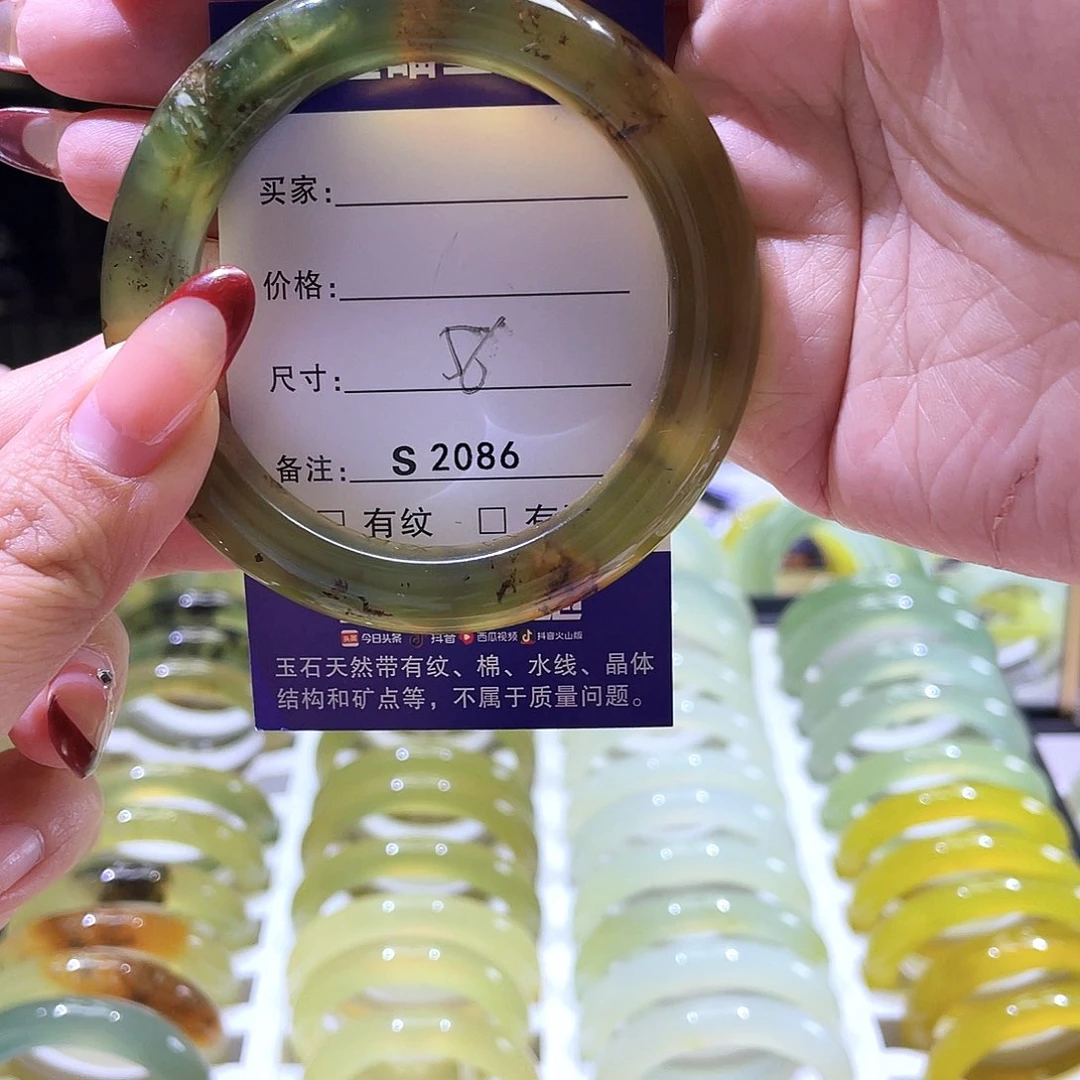 买家:
价格:
尺寸: 58
备注: S 2086
□ 有纹 □ 有
今日头条 抖音 西瓜视频 抖音火山版
玉石天然带有纹、棉、水线、晶体
结构和矿点等，不属于质量问题。